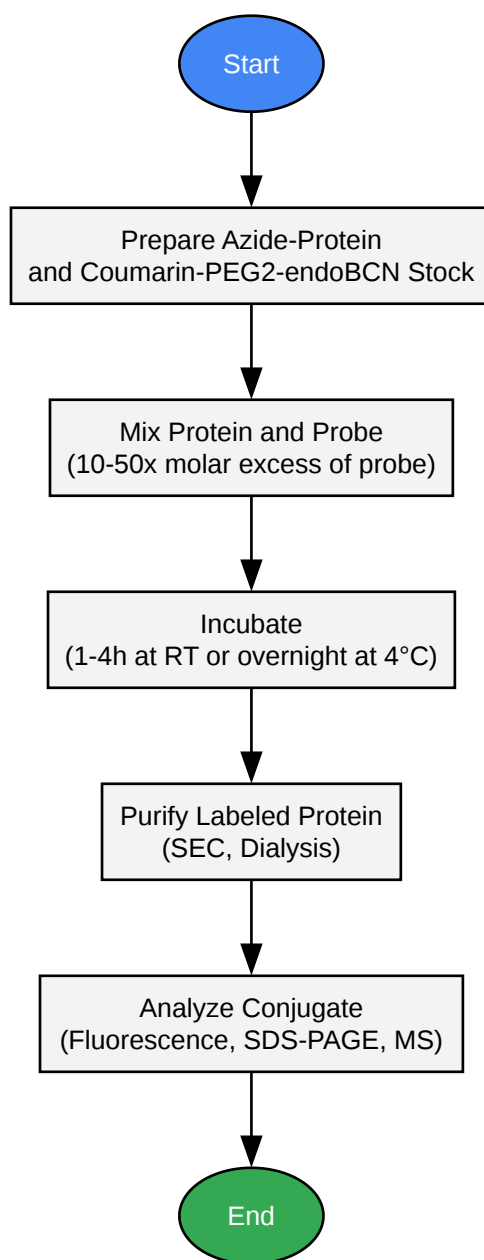 Start
Prepare Azide-Protein
and Coumarin-PEG2-endoBCN Stock
Mix Protein and Probe
(10-50x molar excess of probe)
Incubate
(1-4h at RT or overnight at 4°C)
Purify Labeled Protein
(SEC, Dialysis)
Analyze Conjugate
(Fluorescence, SDS-PAGE, MS)
End